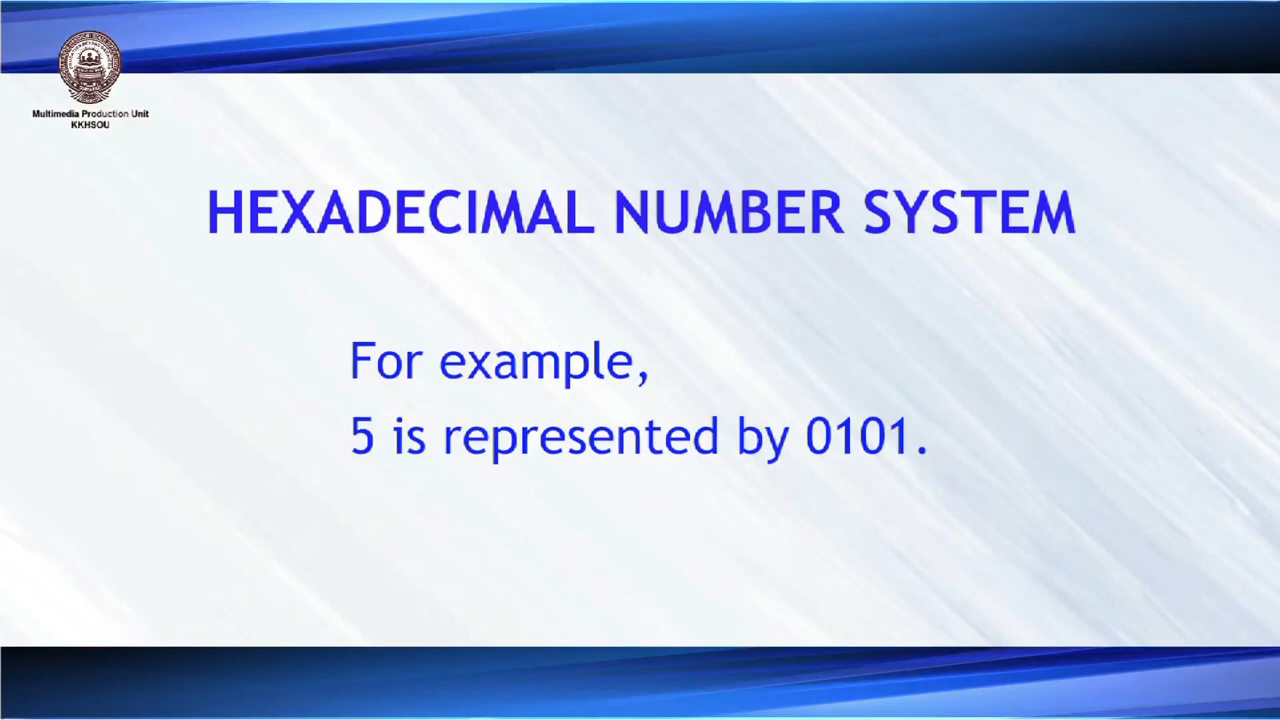 Multimedia Production Unit
KKHSOU
HEXADECIMAL NUMBER SYSTEM
For example,
5 is represented by 0101.